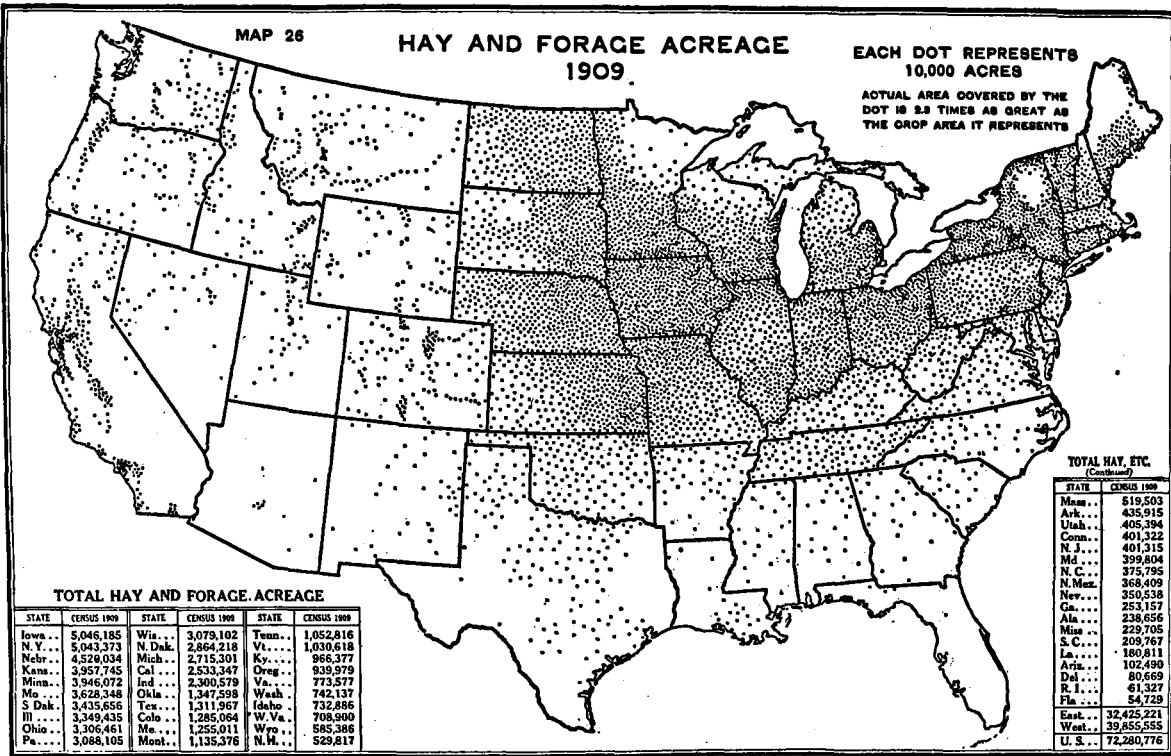 MAP 26
HAY AND FORAGE ACREAGE
1909
EACH DOT REPRESENTS
10,000 ACRES
ACTUAL AREA COVERED BY THE
DOT IS 2.3 TIMES AS GREAT AS
THE CROP AREA IT REPRESENTS
TOTAL HAY AND FORAGE ACREAGE
STATE CENSUS 1909 STATE CENSUS 1909 STATE CENSUS 1909
Iowa... 5,046,185 Wis... 3,079,102 Tenn.. 1,052,816
N.Y... 5,043,373 N.Dak. 2,864,218 Vt.... 1,030,618
Nebr.. 4,520,034 Mich.. 2,715,301 Ky.... 966,377
Kans.. 3,957,745 Cal... 2,533,347 Oreg.. 939,979
Minn.. 3,946,072 Ind... 2,300,579 Va.... 773,577
Mo... 3,628,348 Okla.. 1,347,598 Wash.. 742,137
S Dak. 3,435,656 Tex... 1,311,967 Idaho 732,886
Ill.... 3,349,435 Colo.. 1,285,064 W.Va.. 708,900
Ohio.. 3,306,461 Me... 1,255,011 Wyo.. 585,386
Pa.... 3,088,105 Mont.. 1,135,376 N.H... 529,817
TOTAL HAY, ETC.
(Continued)
STATE CENSUS 1909
Mass.. 519,503
Ark... 435,915
Utah.. 405,394
Conn.. 401,322
N.J... 401,315
Md.... 399,804
N.C... 375,795
N.Mex. 368,409
Nev... 350,538
Ga.... 253,157
Ala... 238,656
Miss.. 229,705
S.C... 209,767
La.... 180,811
Ariz.. 102,490
Del... 80,669
R.I... 61,327
Fla... 54,729
East.. 32,425,221
West.. 39,855,555
U.S... 72,280,776